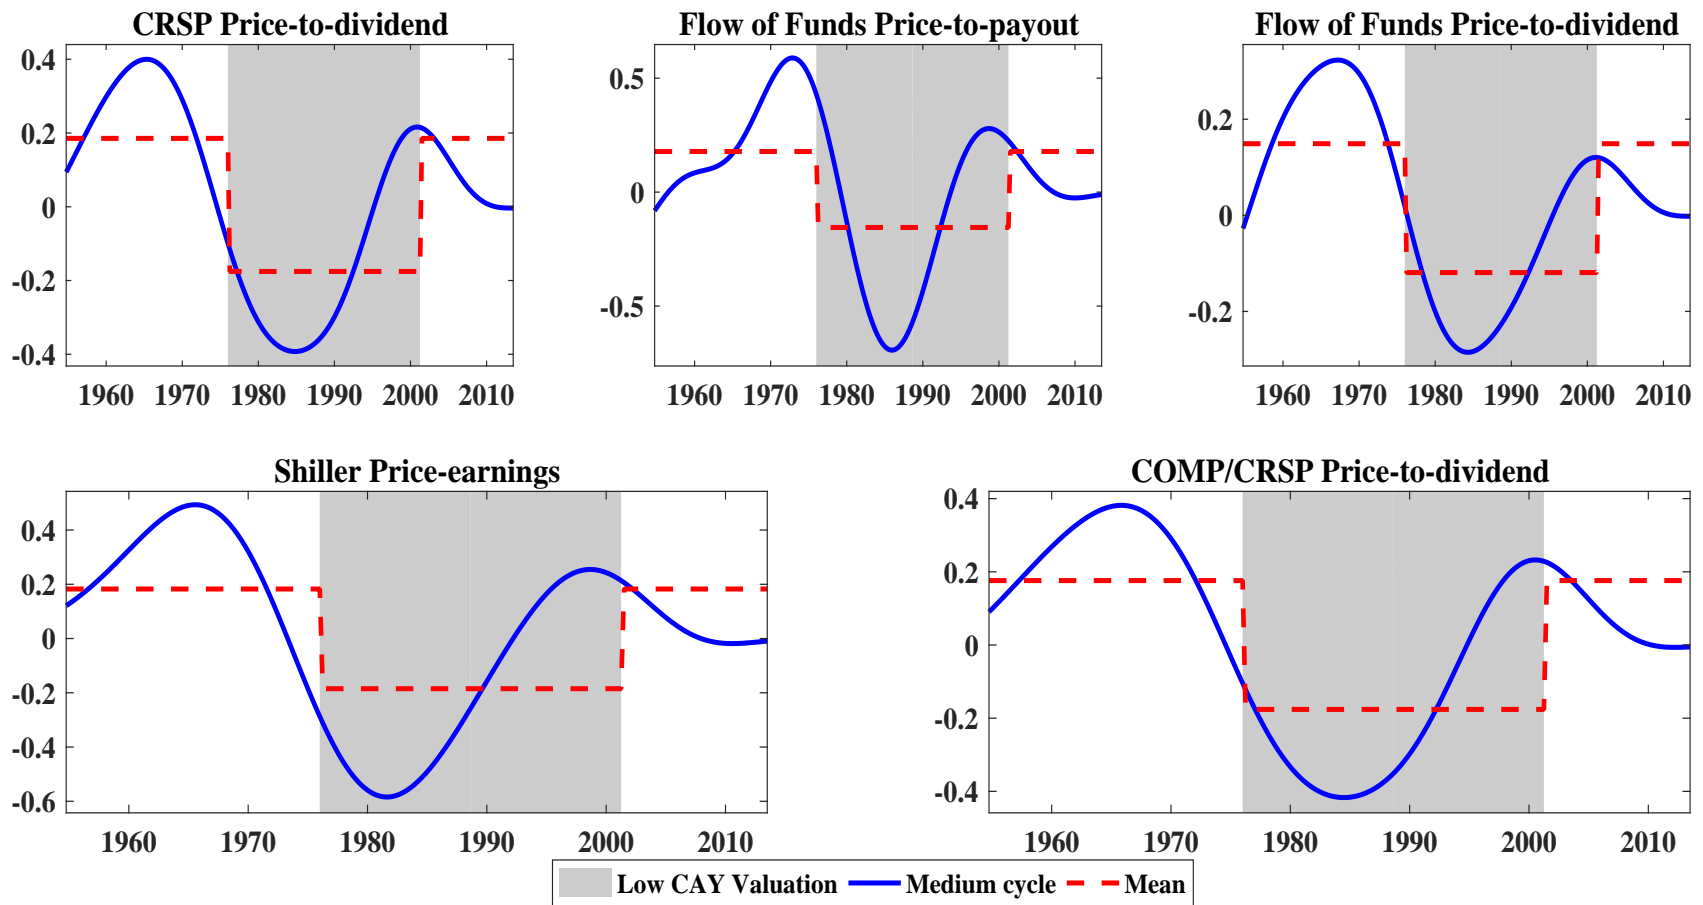 CRSP Price-to-dividend
0.4
0.2
0
-0.2
-0.4
1960 1970 1980 1990 2000 2010
Flow of Funds Price-to-payout
0.5
0
-0.5
1960 1970 1980 1990 2000 2010
Flow of Funds Price-to-dividend
0.2
0
-0.2
1960 1970 1980 1990 2000 2010
Shiller Price-earnings
0.4
0.2
0
-0.2
-0.4
-0.6
1960 1970 1980 1990 2000 2010
COMP/CRSP Price-to-dividend
0.4
0.2
0
-0.2
-0.4
1960 1970 1980 1990 2000 2010
Low CAY Valuation Medium cycle Mean